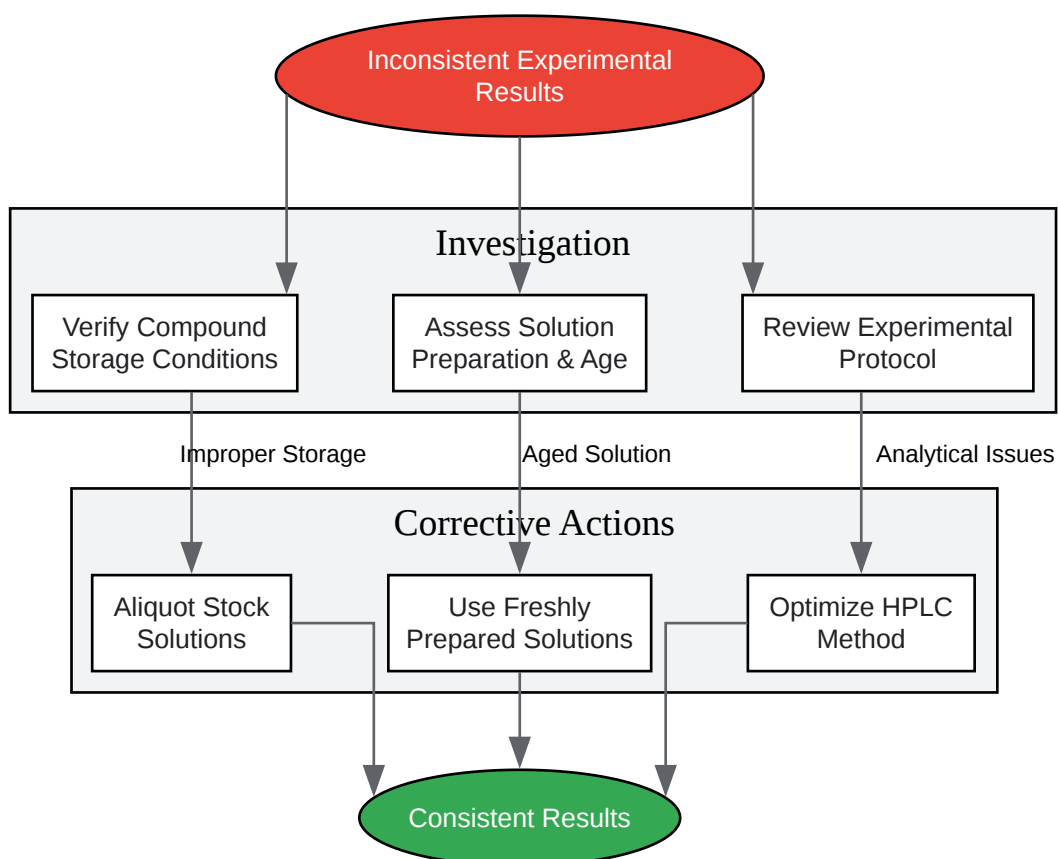 Inconsistent Experimental
Results
Investigation
Verify Compound
Storage Conditions
Assess Solution
Preparation & Age
Review Experimental
Protocol
Improper Storage
Aged Solution
Analytical Issues
Corrective Actions
Aliquot Stock
Solutions
Use Freshly
Prepared Solutions
Optimize HPLC
Method
Consistent Results